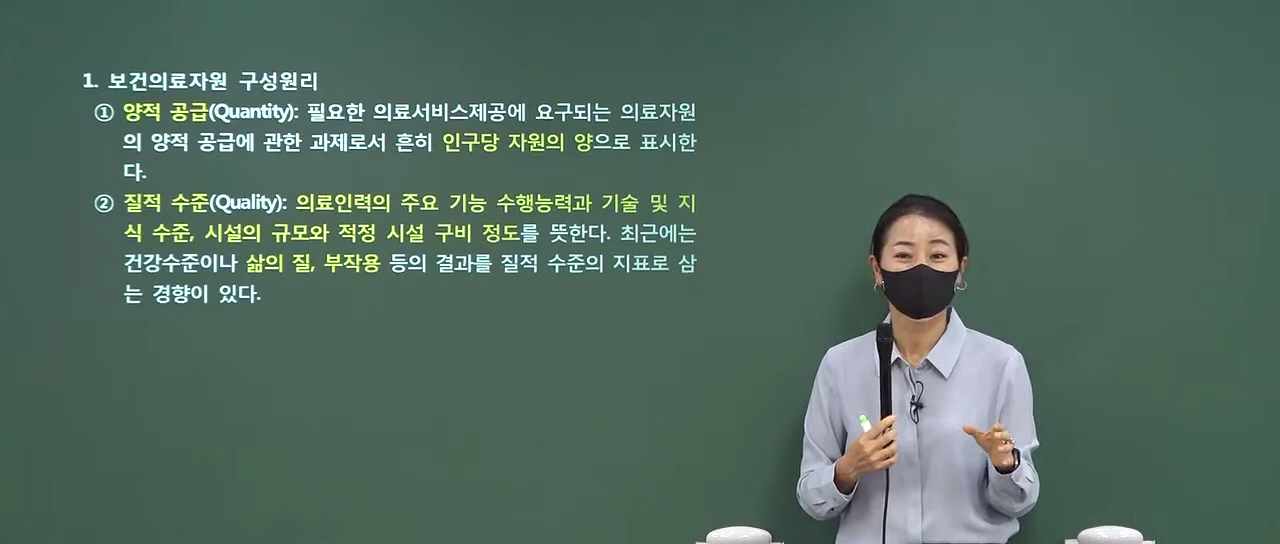 1. 보건의료자원 구성원리
① 양적 공급(Quantity): 필요한 의료서비스제공에 요구되는 의료자원
의 양적 공급에 관한 과제로서 흔히 인구당 자원의 양으로 표시한
다.
② 질적 수준(Quality): 의료인력의 주요 기능 수행능력과 기술 및 지
식 수준, 시설의 규모와 적정 시설 구비 정도를 뜻한다. 최근에는
건강수준이나 삶의 질, 부작용 등의 결과를 질적 수준의 지표로 삼
는 경향이 있다.